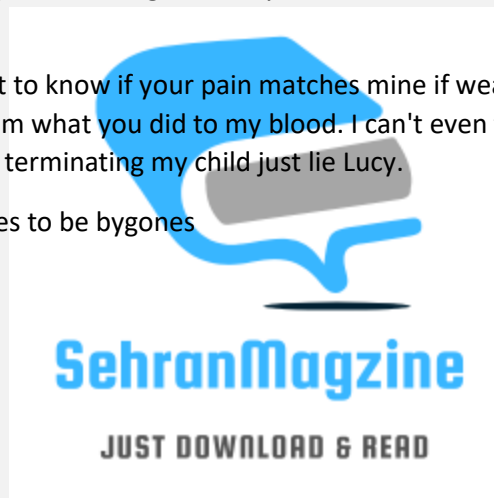 t to know if your pain matches mine if wea
m what you did to my blood. I can't even
terminating my child just lie Lucy.
es to be bygones
SehranMagzine
JUST DOWNLOAD & READ